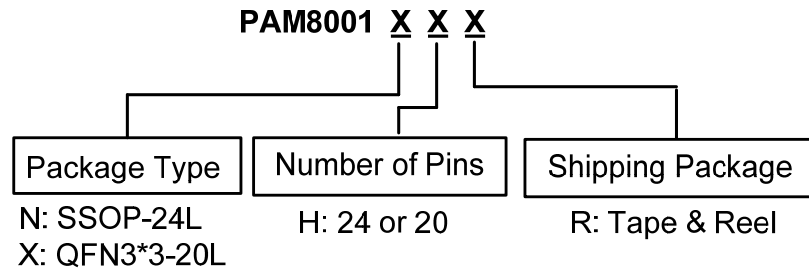 PAM8001 X X X
Package Type
Number of Pins
Shipping Package
N: SSOP-24L
H: 24 or 20
R: Tape & Reel
X: QFN3*3-20L